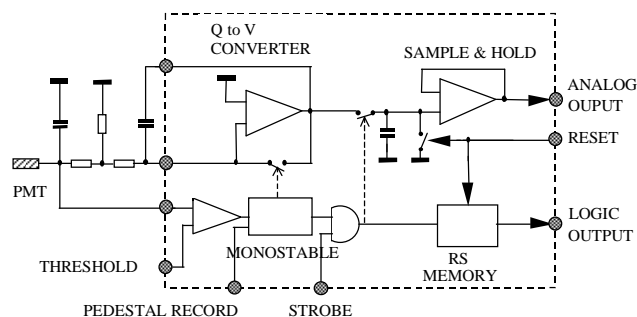 Q to V
CONVERTER
SAMPLE & HOLD
ANALOG
OUPUT
RESET
PMT
LOGIC
OUTPUT
MONOSTABLE
RS
MEMORY
THRESHOLD
PEDESTAL RECORD
STROBE